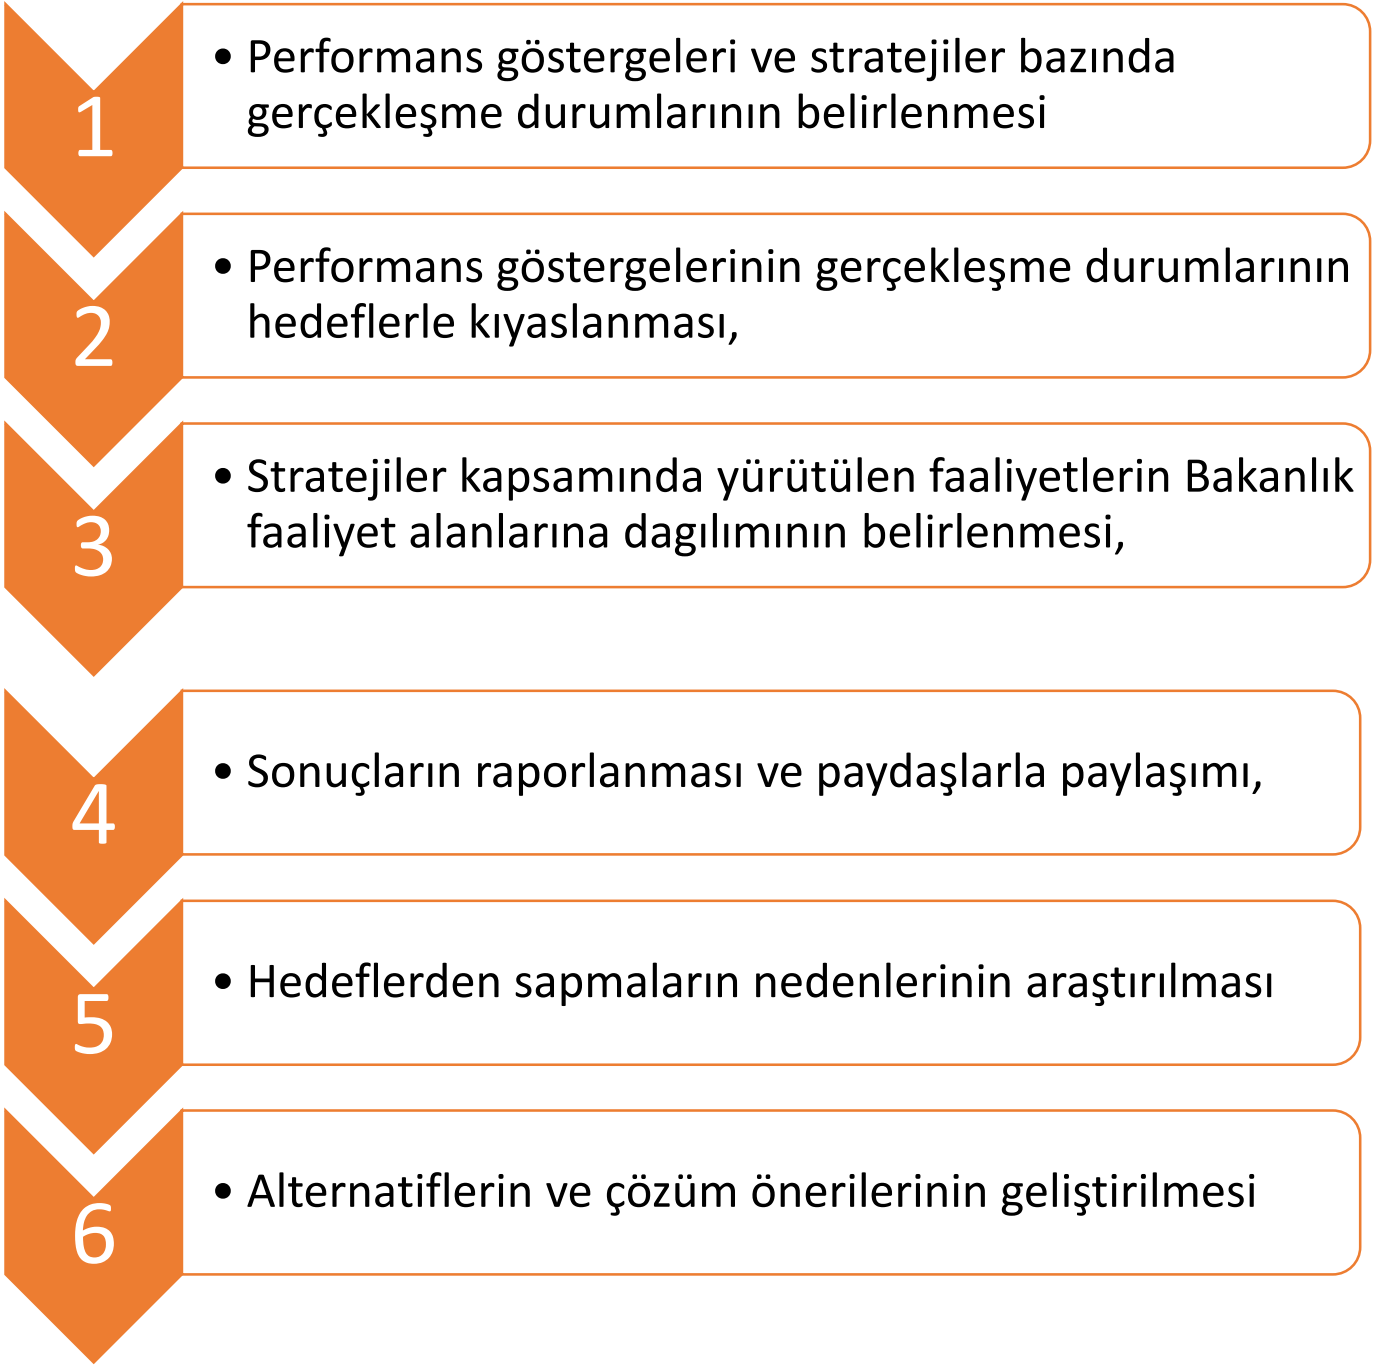 1
• Performans göstergeleri ve stratejiler bazında
gerçekleşme durumlarının belirlenmesi
2
• Performans göstergelerinin gerçekleşme durumlarının
hedeflerle kıyaslanması,
3
• Stratejiler kapsamında yürütülen faaliyetlerin Bakanlık
faaliyet alanlarına dagılımının belirlenmesi,
4
• Sonuçların raporlanması ve paydaşlarla paylaşımı,
5
• Hedeflerden sapmaların nedenlerinin araştırılması
6
• Alternatiflerin ve çözüm önerilerinin geliştirilmesi